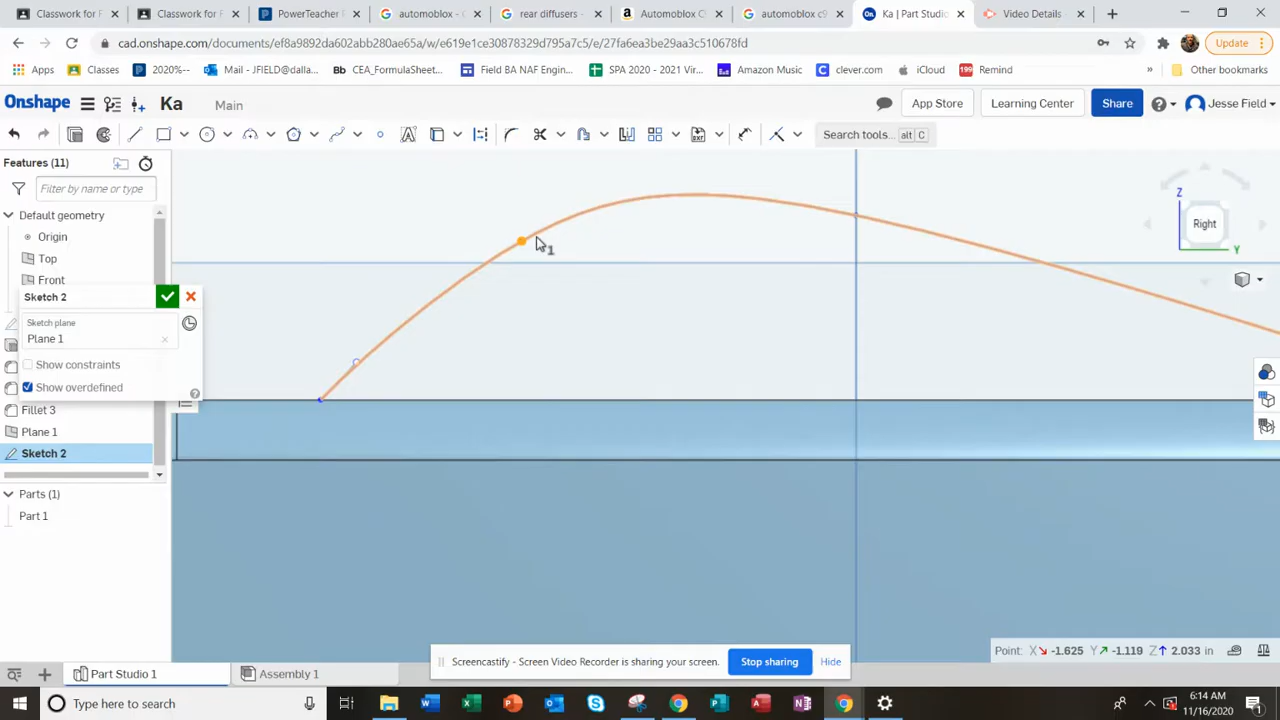 Classwork for F
Classwork for F
PowerTeacher P
automoblox - G
rear diffusers -
Automoblox C
automoblox c9
Ka | Part Studio
Video Details
cad.onshape.com/documents/ef8a9892da602abb280ae65a/w/e619e1ce30878329d795a7c5/e/27fa6ea3be29aa3c510678fd
Update
Apps
Classes
2020%--
Mail - JFIELD@dalla...
Bb
CEA_FormulaSheet...
Field BA NAF Engin...
SPA 2020 - 2021 Vir...
Amazon Music
clever.com
iCloud
199
Remind
»
Other bookmarks
Onshape
Ka
Main
App Store
Learning Center
Share
Jesse Field
Search tools... alt C
Features (11)
Filter by name or type
Default geometry
Origin
Top
Front
Sketch 2
Sketch plane
Plane 1
Show constraints
Show overdefined
Fillet 3
Plane 1
Sketch 2
Parts (1)
Part 1
Z
Right
Y
1
Point: X -1.625 Y -1.119 Z 2.033 in
Screencastify - Screen Video Recorder is sharing your screen.
Stop sharing
Hide
Part Studio 1
Assembly 1
Type here to search
6:14 AM
11/16/2020